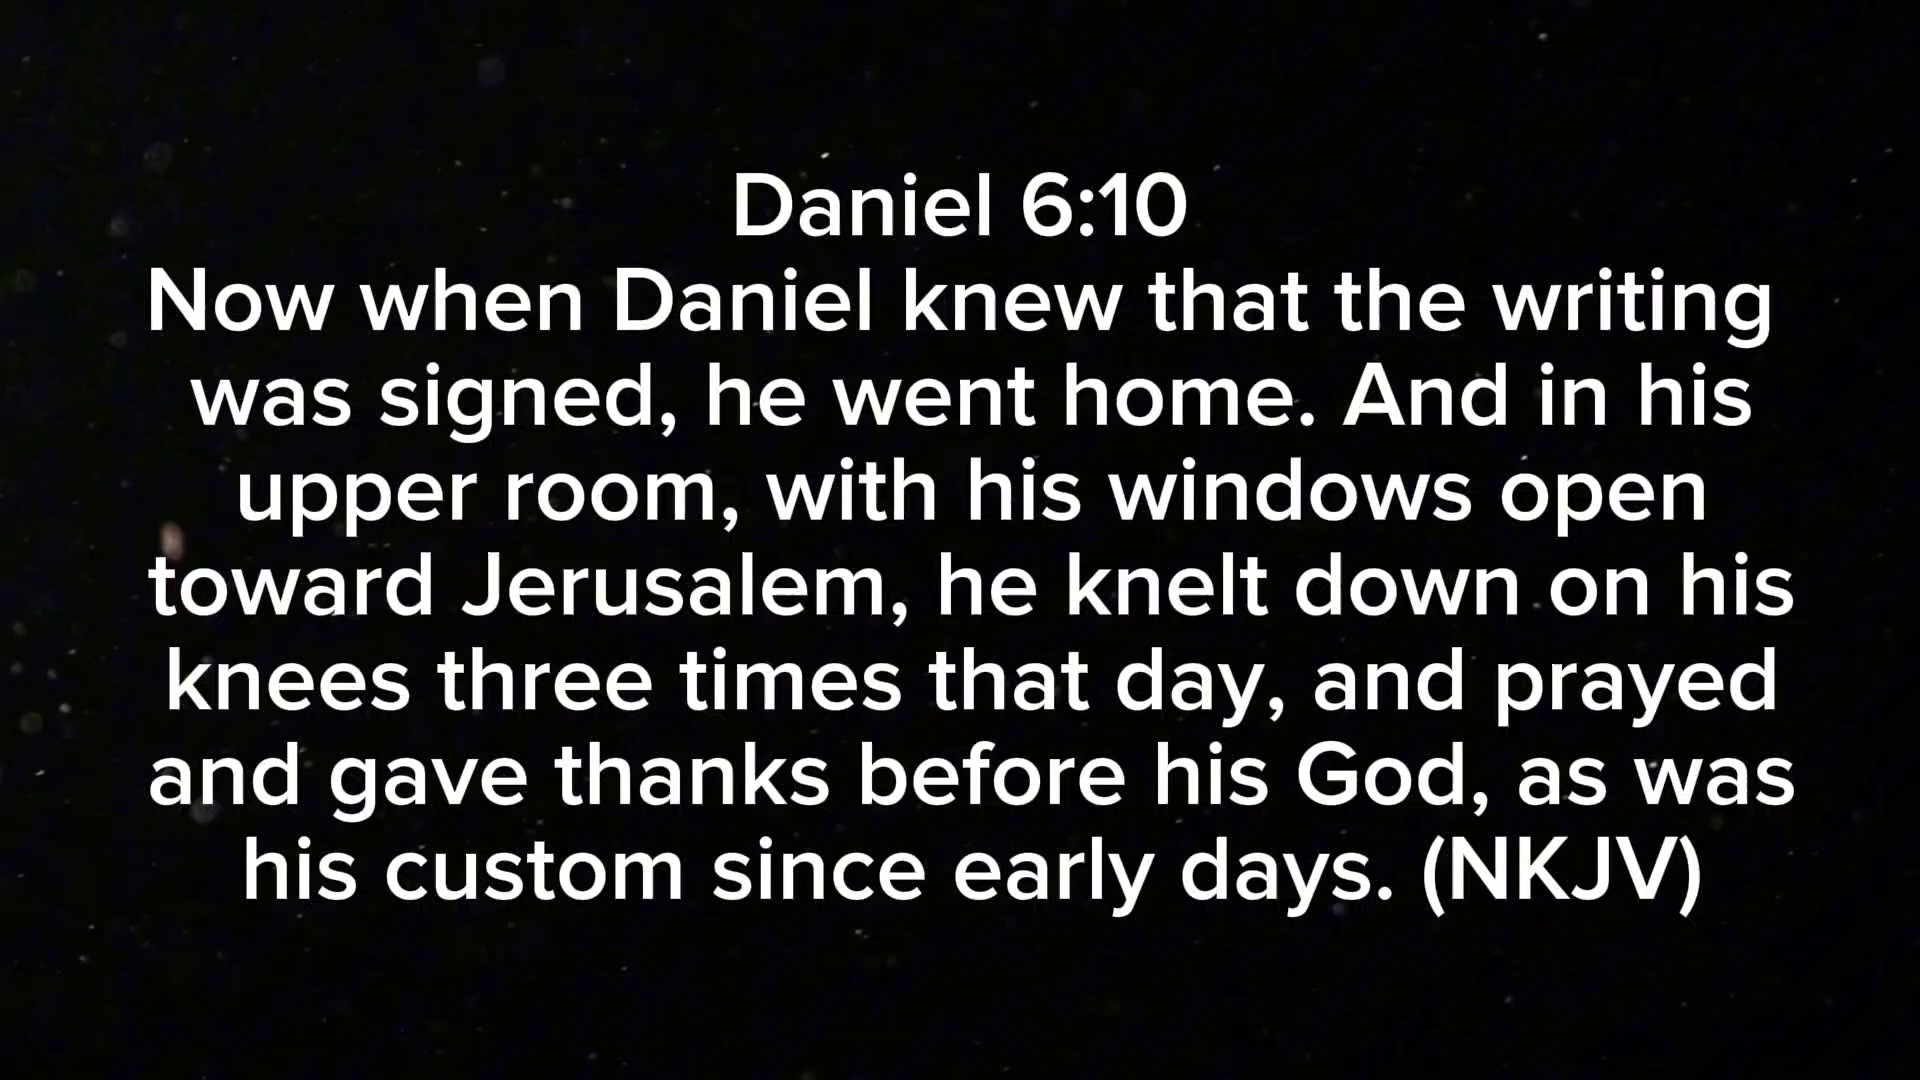 Daniel 6:10
Now when Daniel knew that the writing
was signed, he went home. And in his
upper room, with his windows open
toward Jerusalem, he knelt down on his
knees three times that day, and prayed
and gave thanks before his God, as was
his custom since early days. (NKJV)